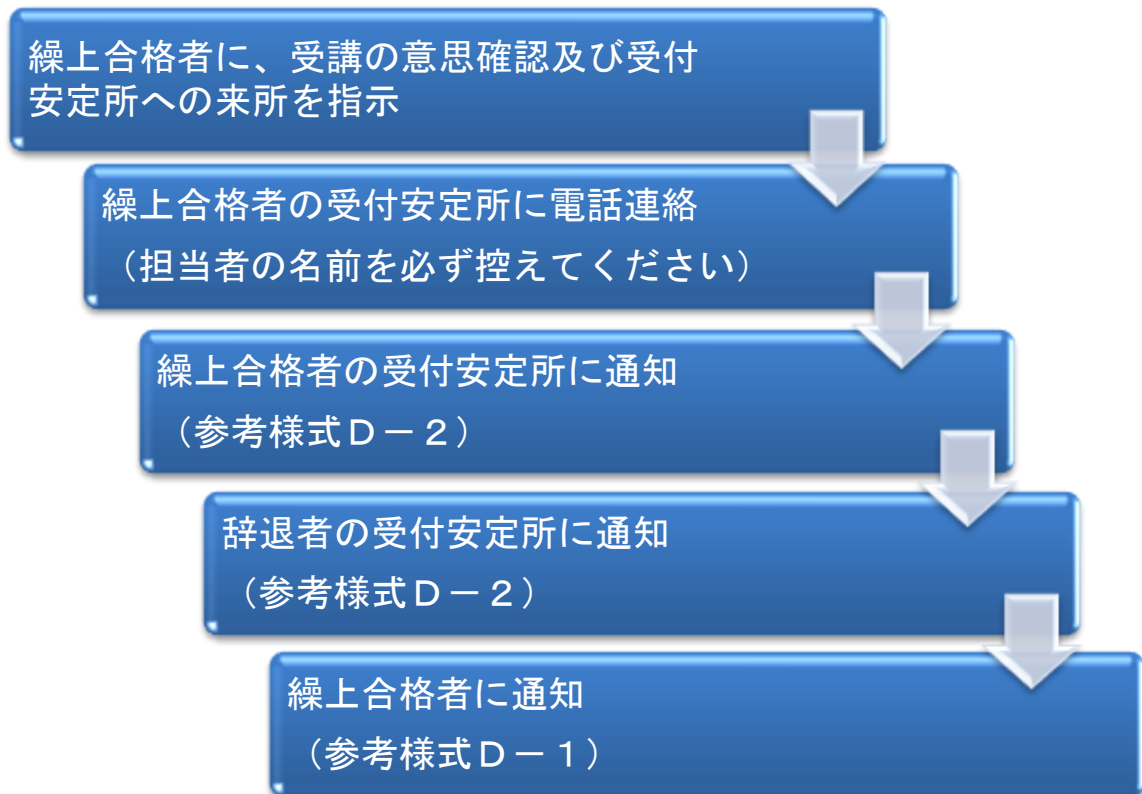 繰上合格者に、受講の意思確認及び受付
安定所への来所を指示
繰上合格者の受付安定所に電話連絡
（担当者の名前を必ず控えてください）
繰上合格者の受付安定所に通知
（参考様式Ｄ－２）
辞退者の受付安定所に通知
（参考様式Ｄ－２）
繰上合格者に通知
（参考様式Ｄ－１）